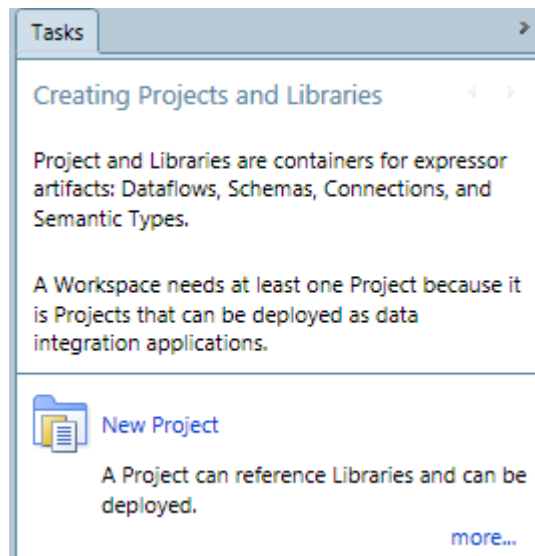 Tasks
Creating Projects and Libraries
Project and Libraries are containers for expressor
artifacts: Dataflows, Schemas, Connections, and
Semantic Types.
A Workspace needs at least one Project because it
is Projects that can be deployed as data
integration applications.
New Project
A Project can reference Libraries and can be
deployed.
more...